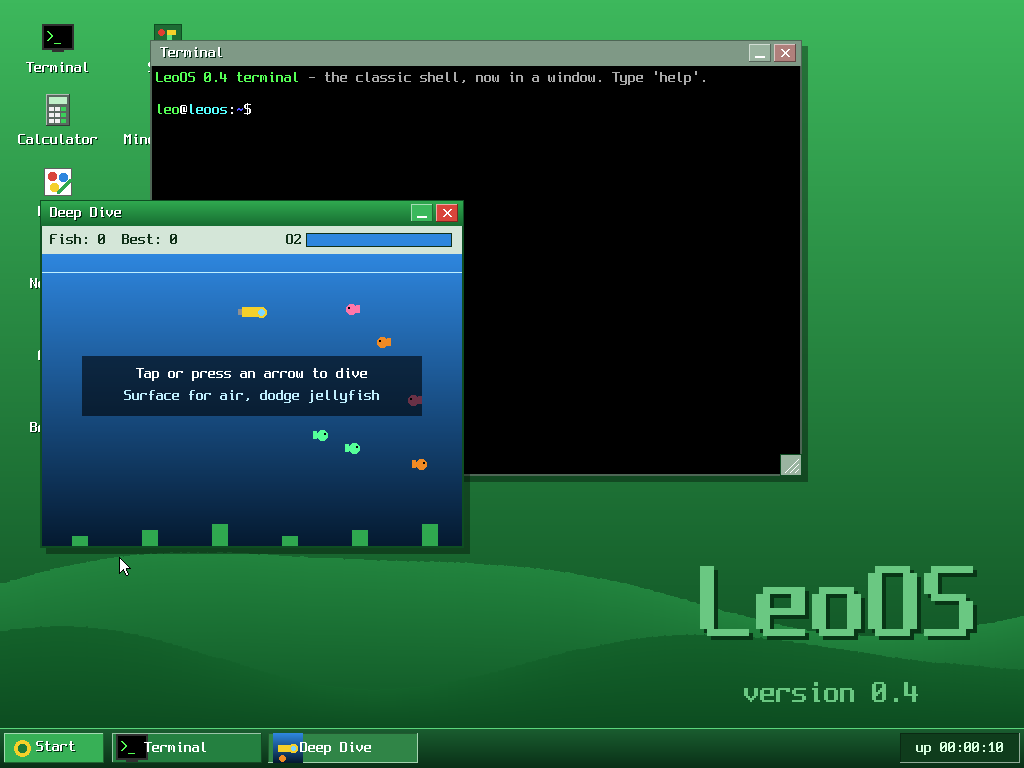 Terminal
Terminal
LeoOS 0.4 terminal - the classic shell, now in a window. Type 'help'.
leo@leoos:~$
Calculator
Deep Dive
Fish: 0 Best: 0 O2
Tap or press an arrow to dive
Surface for air, dodge jellyfish
LeoOS
version 0.4
Start
Terminal
Deep Dive
up 00:00:10